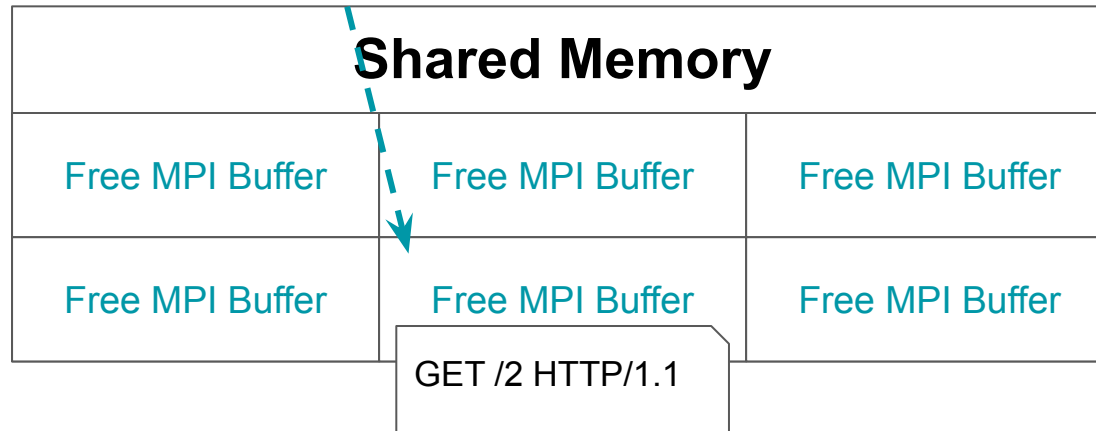 Shared Memory
Free MPI Buffer Free MPI Buffer Free MPI Buffer
Free MPI Buffer Free MPI Buffer Free MPI Buffer
GET /2 HTTP/1.1